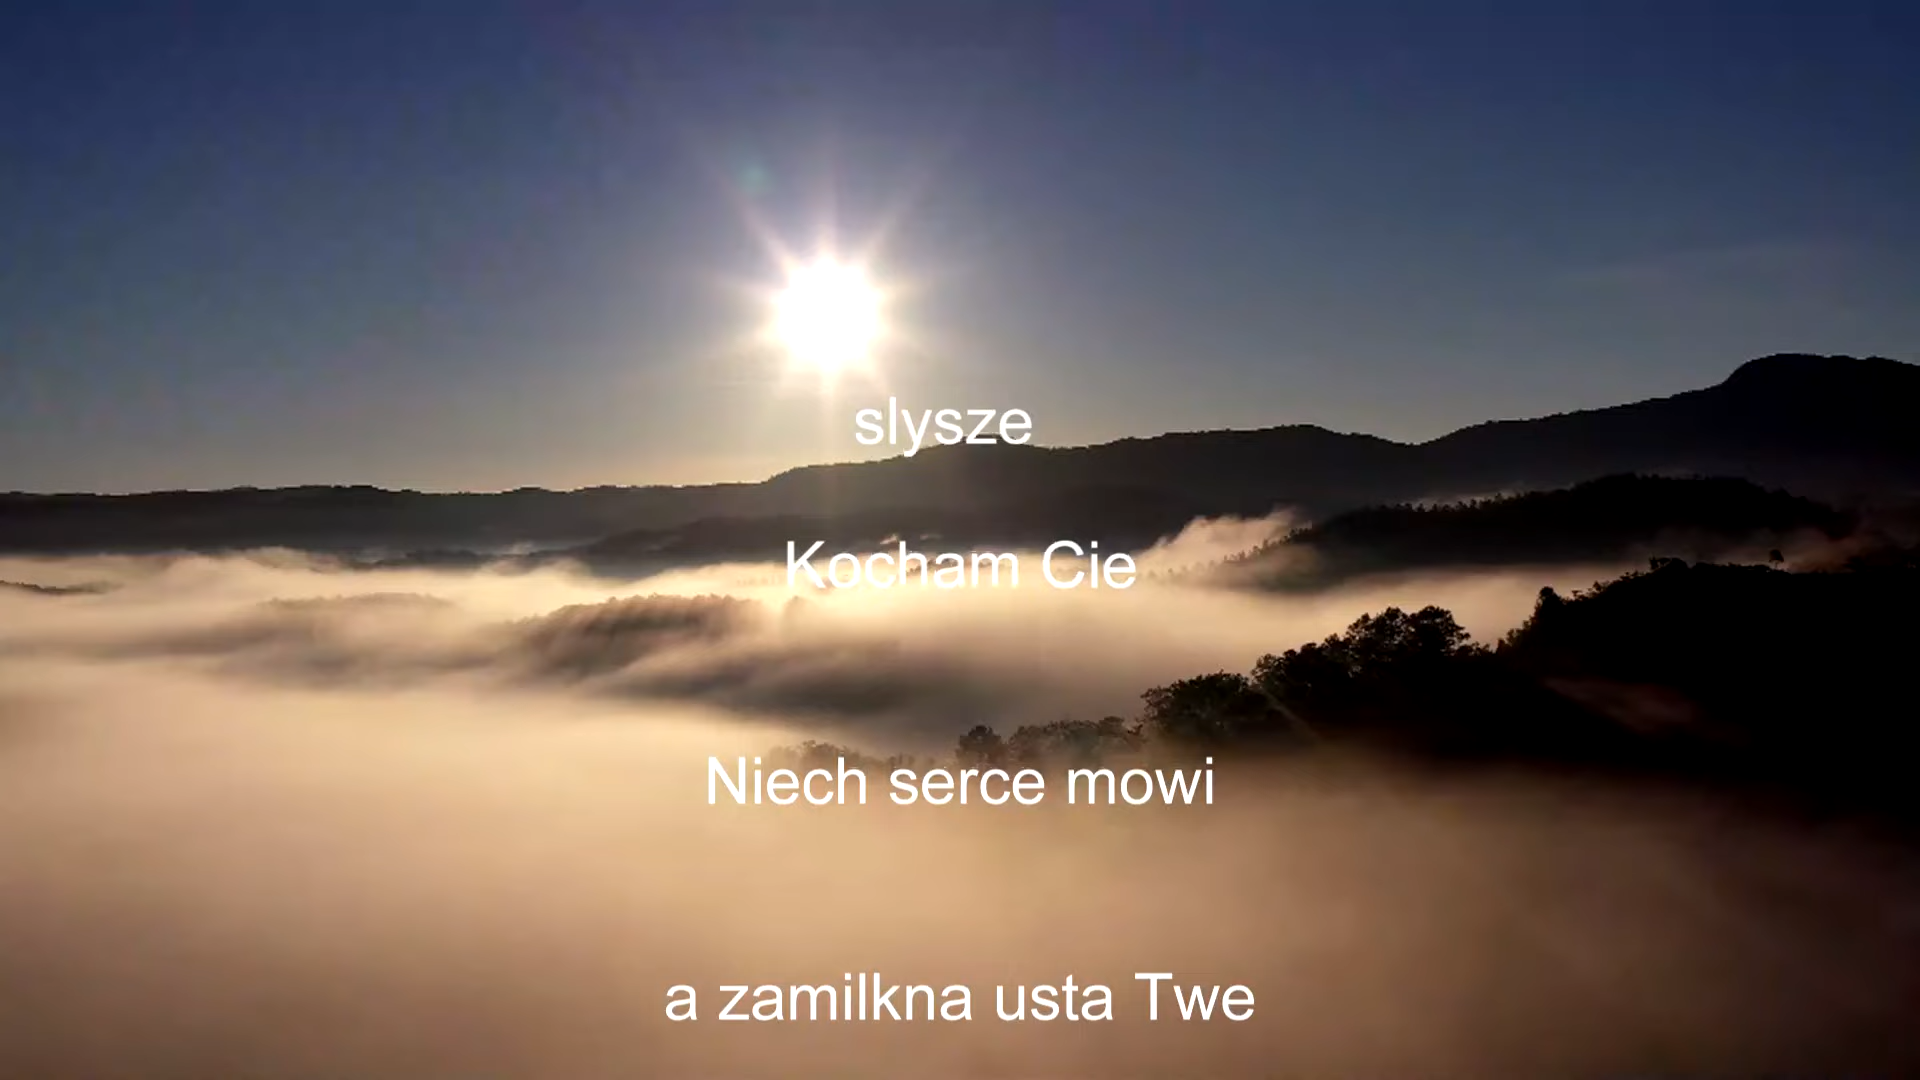 slysze
Kocham Cie
Niech serce mowi
a zamilkna usta Twe